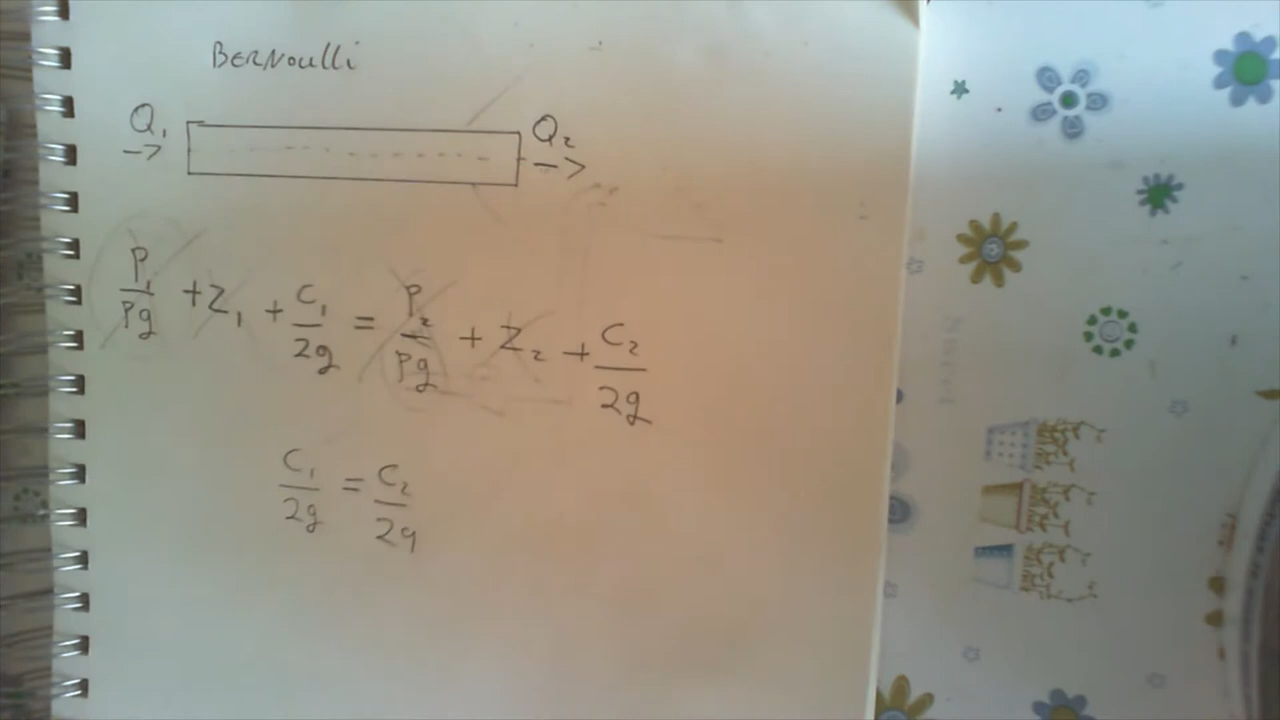 BERNoulli
Q₁ → Q₂ →
P₁/ρg + Z₁ + C₁/2g = P₂/ρg + Z₂ + C₂/2g
C₁/2g = C₂/2g